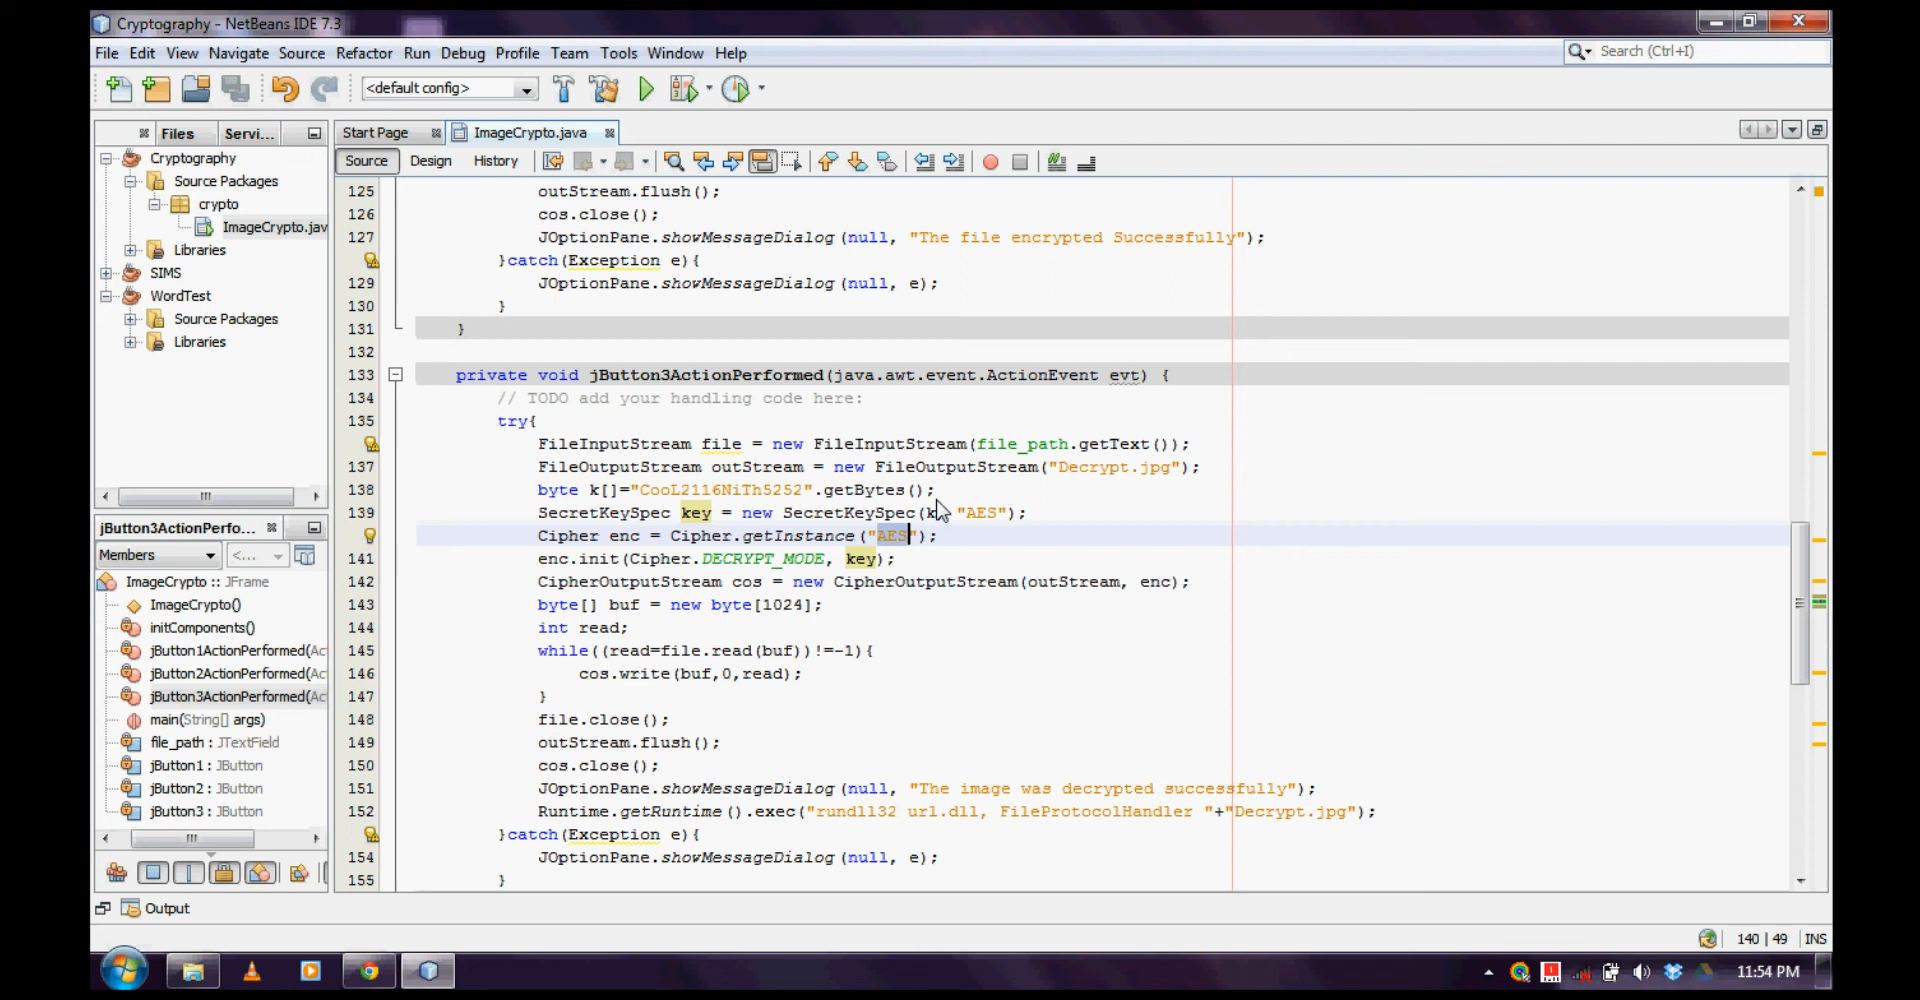 Cryptography - NetBeans IDE 7.3
File Edit View Navigate Source Refactor Run Debug Profile Team Tools Window Help
Search (Ctrl+I)
<default config>
Files Servi...
Start Page ImageCrypto.java
Source Design History
Cryptography
Source Packages
crypto
ImageCrypto.jav
Libraries
SIMS
WordTest
Source Packages
Libraries
125 outStream.flush();
126 cos.close();
127 JOptionPane.showMessageDialog(null, "The file encrypted Successfully");
}catch(Exception e){
129 JOptionPane.showMessageDialog(null, e);
130 }
131 }
132
133 private void jButton3ActionPerformed(java.awt.event.ActionEvent evt) {
134 // TODO add your handling code here:
135 try{
FileInputStream file = new FileInputStream(file_path.getText());
137 FileOutputStream outStream = new FileOutputStream("Decrypt.jpg");
138 byte k[]="CooL2116NiTh5252".getBytes();
139 SecretKeySpec key = new SecretKeySpec(k, "AES");
Cipher enc = Cipher.getInstance("AES");
141 enc.init(Cipher.DECRYPT_MODE, key);
142 CipherOutputStream cos = new CipherOutputStream(outStream, enc);
143 byte[] buf = new byte[1024];
144 int read;
145 while((read=file.read(buf))!=-1){
146 cos.write(buf,0,read);
147 }
148 file.close();
149 outStream.flush();
150 cos.close();
151 JOptionPane.showMessageDialog(null, "The image was decrypted successfully");
152 Runtime.getRuntime().exec("rundll32 url.dll, FileProtocolHandler "+"Decrypt.jpg");
}catch(Exception e){
154 JOptionPane.showMessageDialog(null, e);
155 }
jButton3ActionPerfo...
Members <...
ImageCrypto :: JFrame
ImageCrypto()
initComponents()
jButton1ActionPerformed(Ac
jButton2ActionPerformed(Ac
jButton3ActionPerformed(Ac
main(String[] args)
file_path : JTextField
jButton1 : JButton
jButton2 : JButton
jButton3 : JButton
Output
140 | 49 INS
11:54 PM